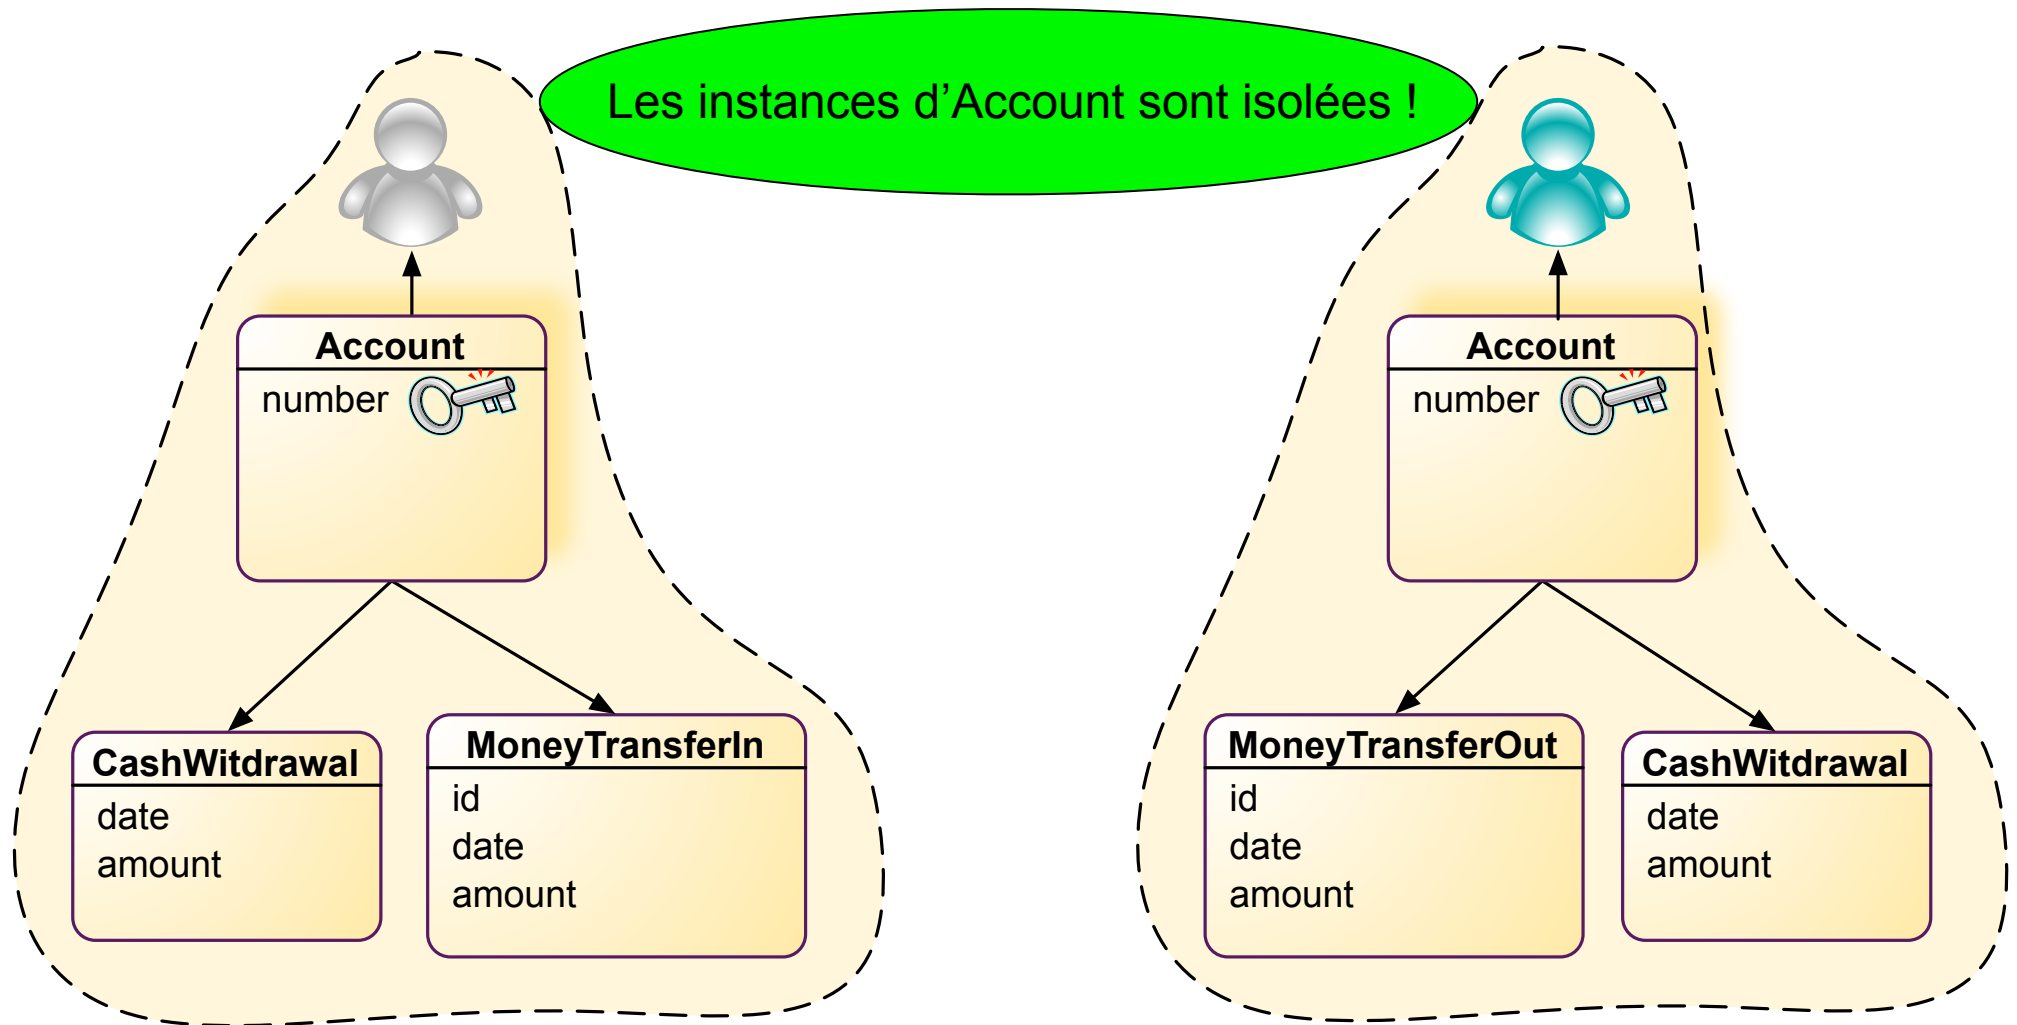 Les instances d’Account sont isolées !
Account
number
CashWitdrawal
date
amount
MoneyTransferIn
id
date
amount
Account
number
MoneyTransferOut
id
date
amount
CashWitdrawal
date
amount